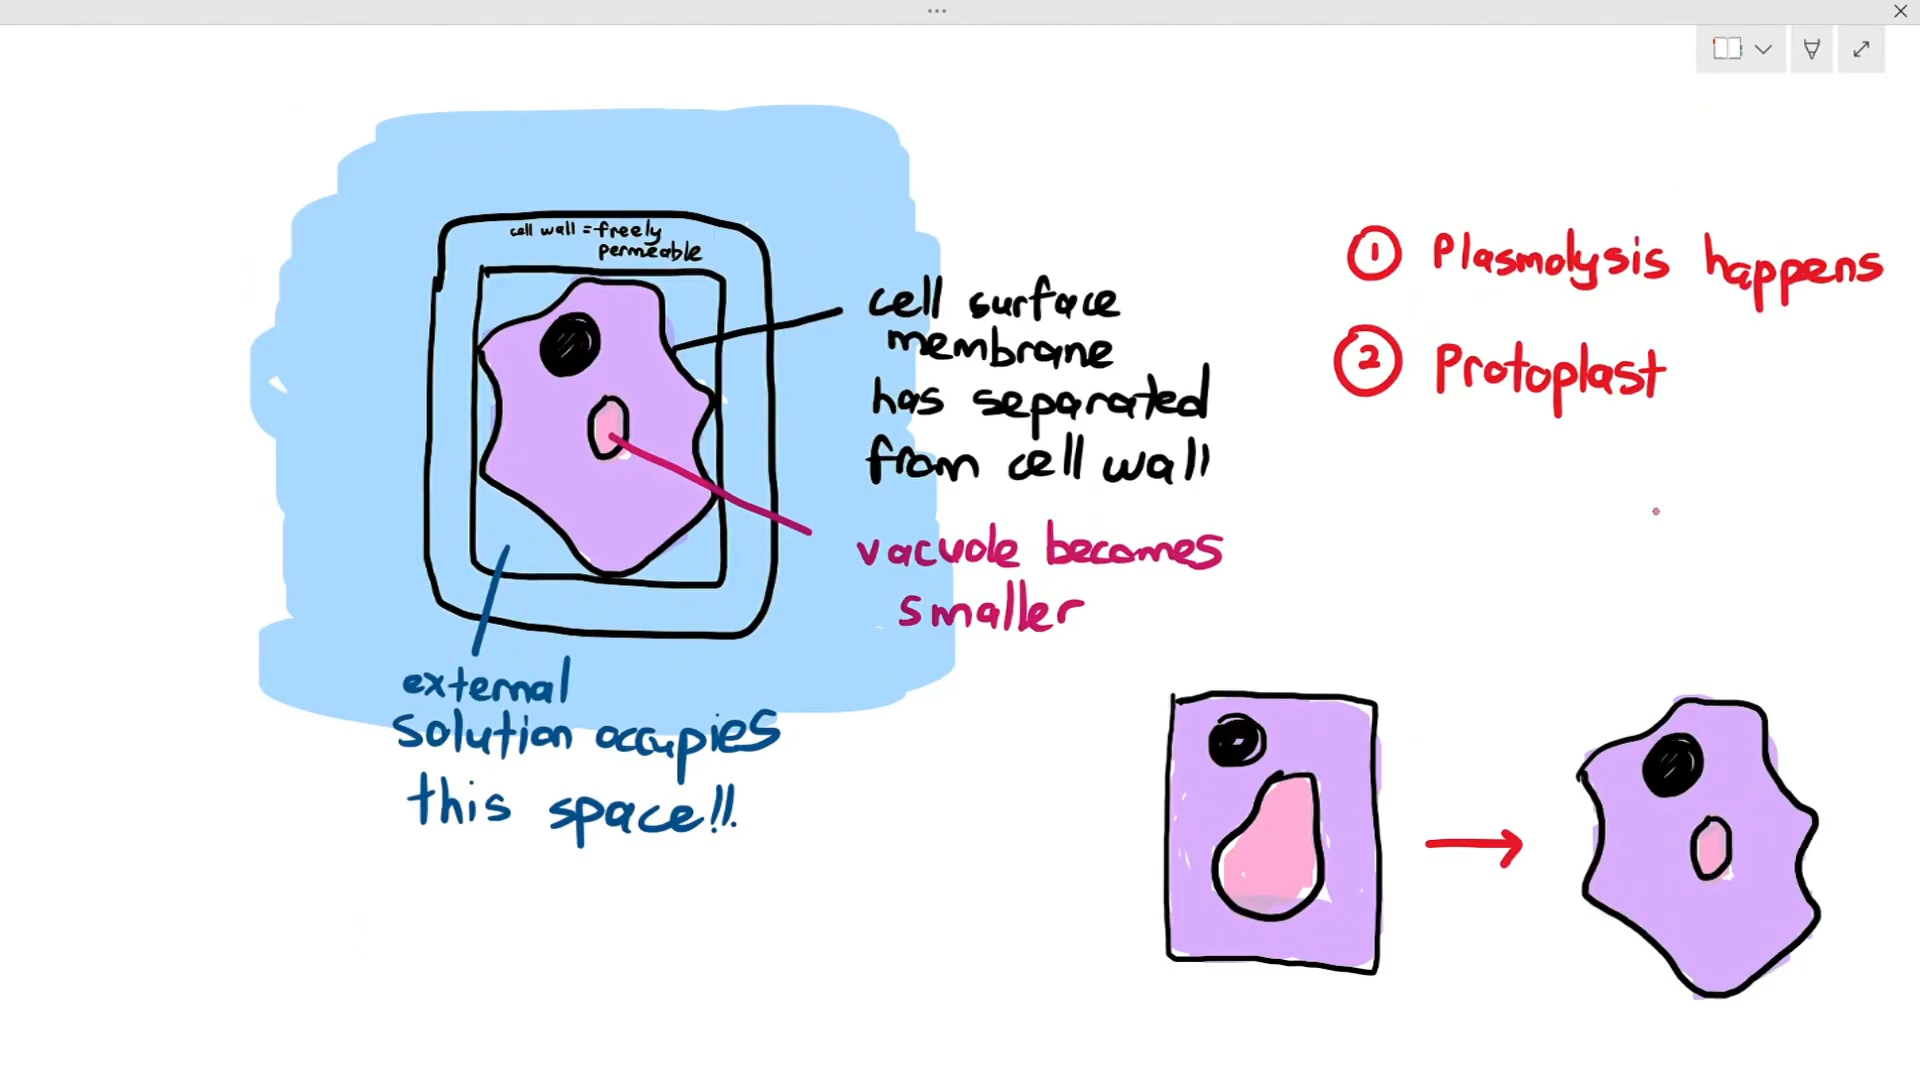 cell wall = freely
permeable
cell surface
membrane
has separated
from cell wall
vacuole becomes
smaller
external
solution occupies
this space!!
① Plasmolysis happens
② Protoplast